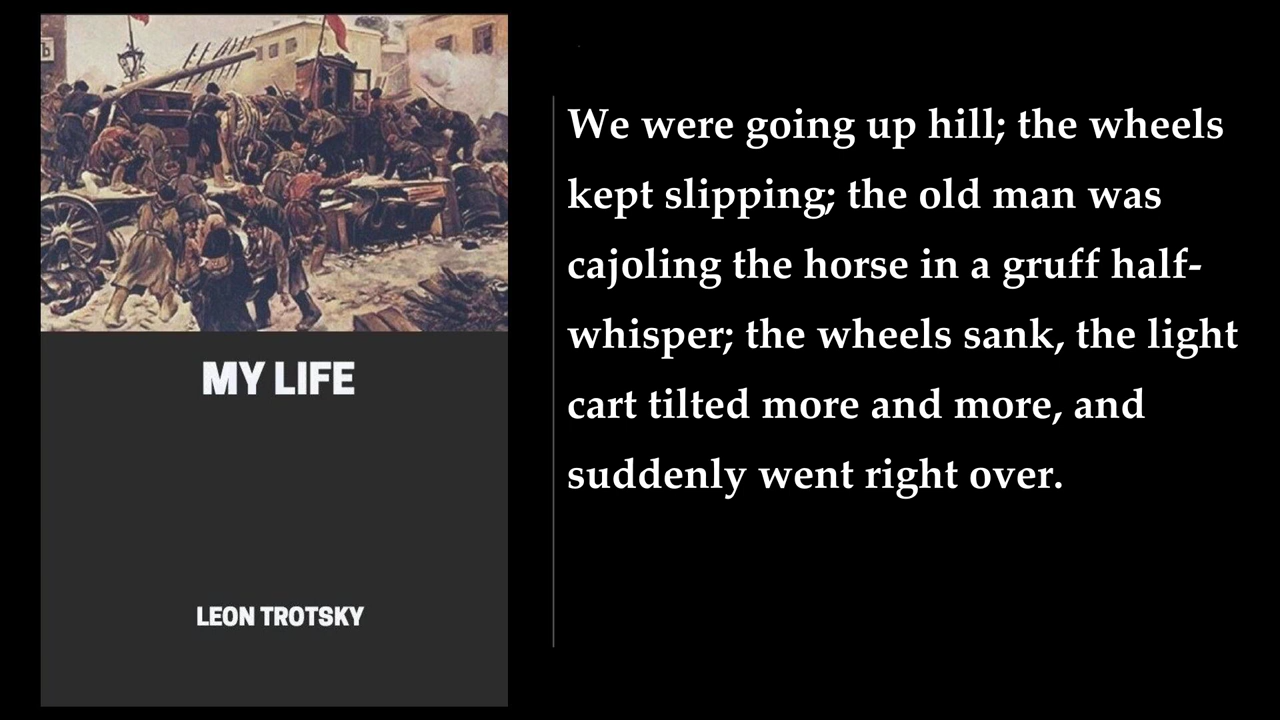 MY LIFE
LEON TROTSKY
We were going up hill; the wheels
kept slipping; the old man was
cajoling the horse in a gruff half-
whisper; the wheels sank, the light
cart tilted more and more, and
suddenly went right over.